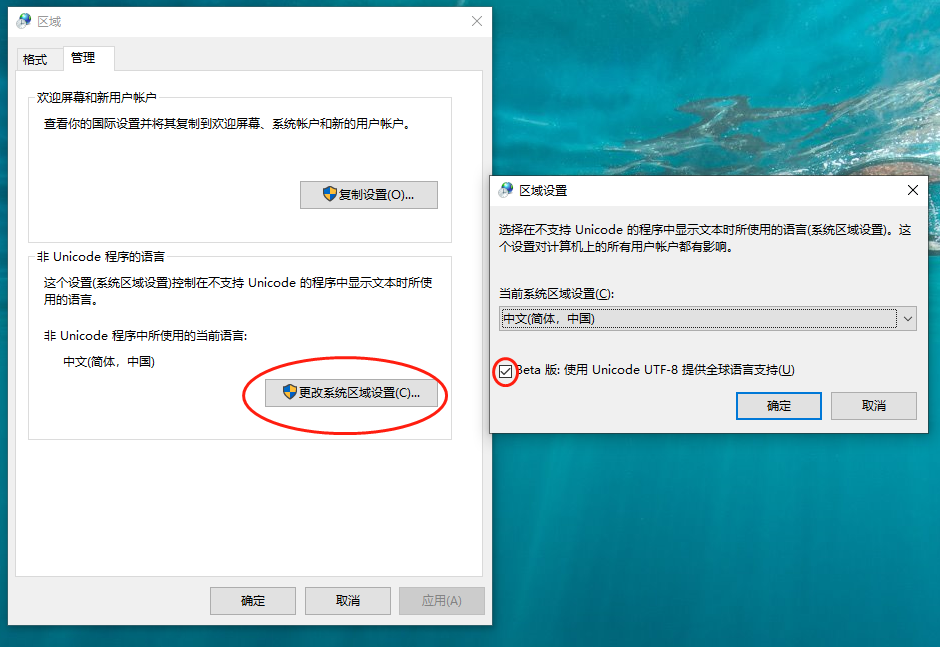 区域
格式
管理
欢迎屏幕和新用户帐户
查看你的国际设置并将其复制到欢迎屏幕、系统帐户和新的用户帐户。
复制设置(O)...
非 Unicode 程序的语言
这个设置(系统区域设置)控制在不支持 Unicode 的程序中显示文本时所使
用的语言。
非 Unicode 程序中所使用的当前语言:
中文(简体，中国)
更改系统区域设置(C)...
确定
取消
应用(A)
区域设置
选择在不支持 Unicode 的程序中显示文本时所使用的语言(系统区域设置)。这
个设置对计算机上的所有用户帐户都有影响。
当前系统区域设置(C):
中文(简体，中国)
Beta 版: 使用 Unicode UTF-8 提供全球语言支持(U)
确定
取消